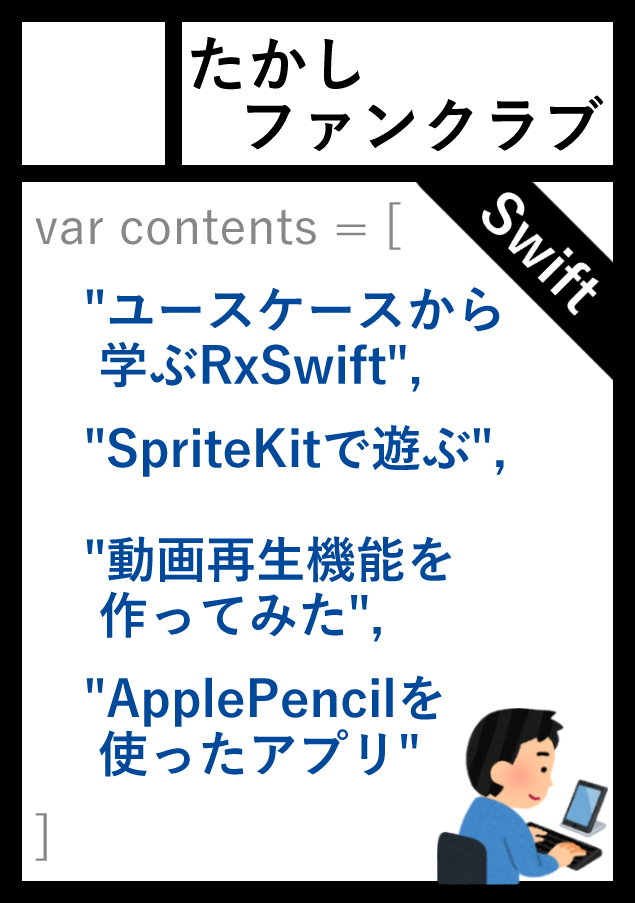 たかし
ファンクラブ
Swift
var contents = [
"ユースケースから
学ぶRxSwift",
"SpriteKitで遊ぶ",
"動画再生機能を
作ってみた",
"ApplePencilを
使ったアプリ"
]